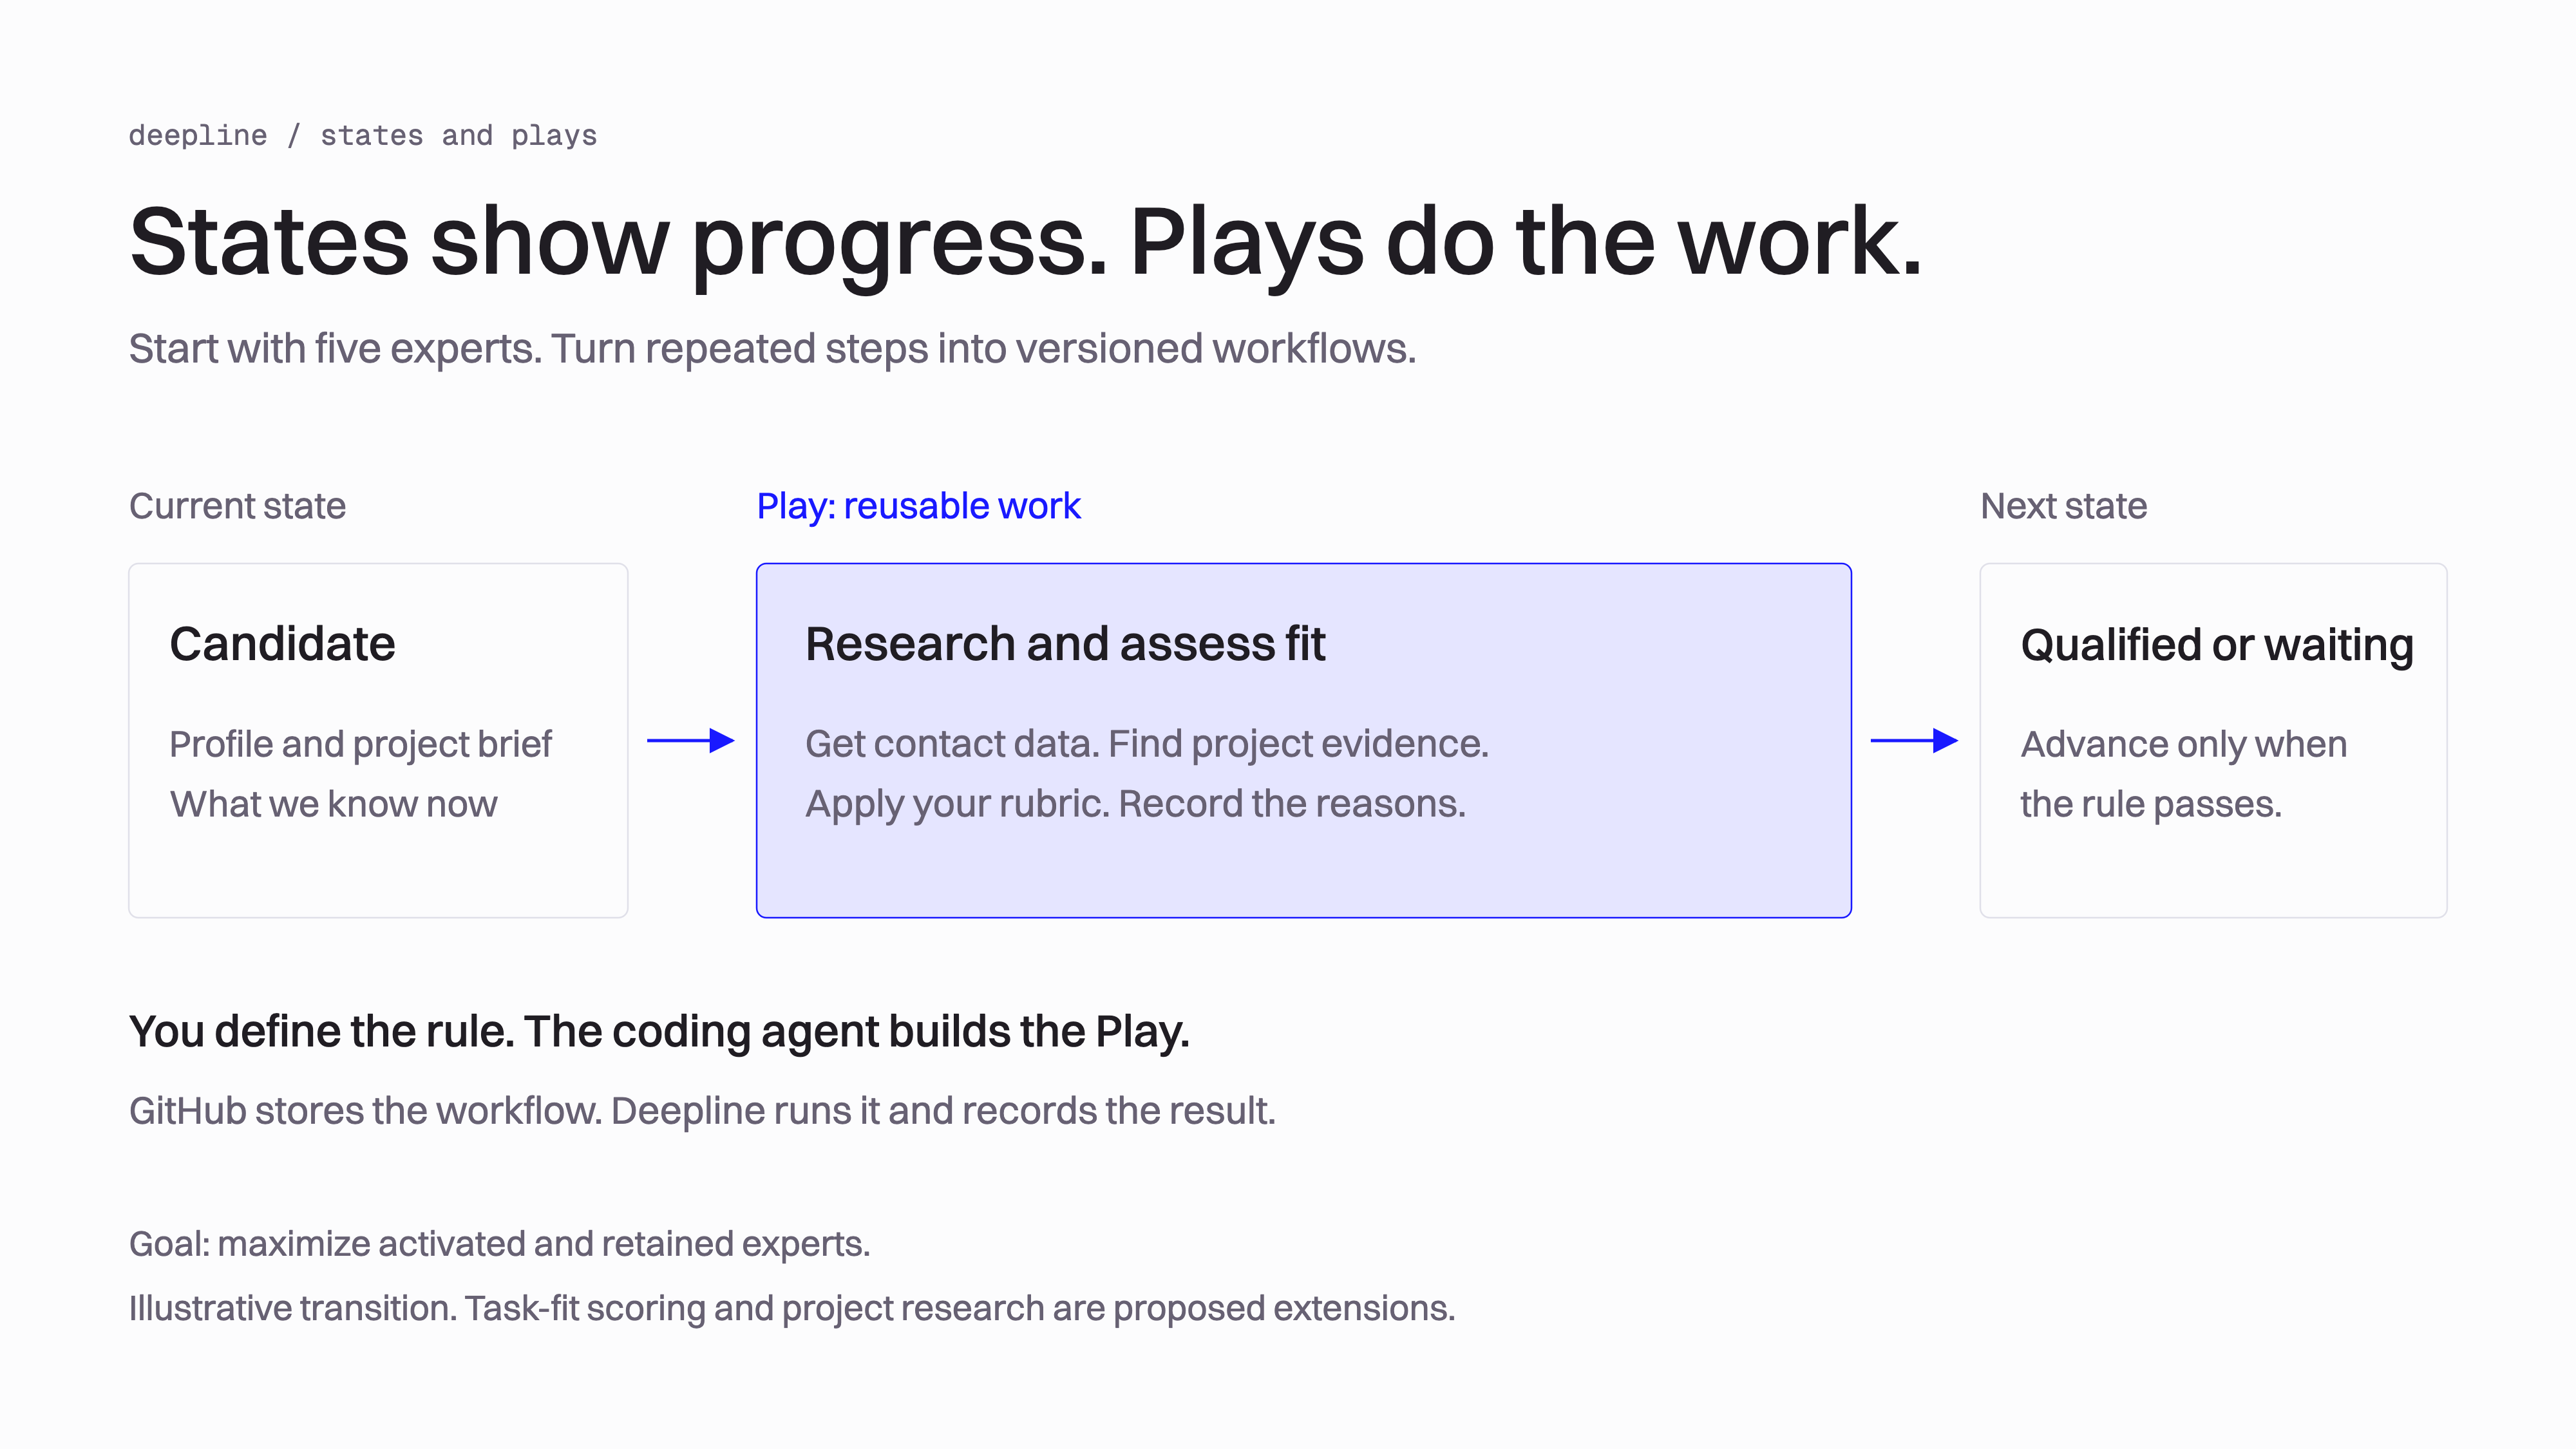 deepline / states and plays
States show progress. Plays do the work.
Start with five experts. Turn repeated steps into versioned workflows.
Current state
Candidate
Profile and project brief
What we know now
Play: reusable work
Research and assess fit
Get contact data. Find project evidence.
Apply your rubric. Record the reasons.
Next state
Qualified or waiting
Advance only when
the rule passes.
You define the rule. The coding agent builds the Play.
GitHub stores the workflow. Deepline runs it and records the result.
Goal: maximize activated and retained experts.
Illustrative transition. Task-fit scoring and project research are proposed extensions.